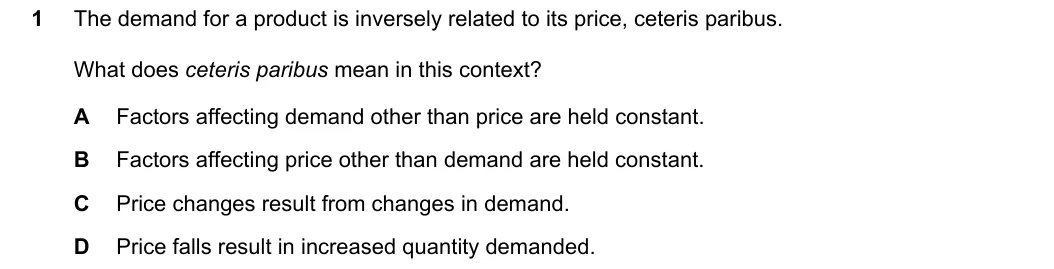 1 The demand for a product is inversely related to its price, ceteris paribus.
What does ceteris paribus mean in this context?
A Factors affecting demand other than price are held constant.
B Factors affecting price other than demand are held constant.
C Price changes result from changes in demand.
D Price falls result in increased quantity demanded.